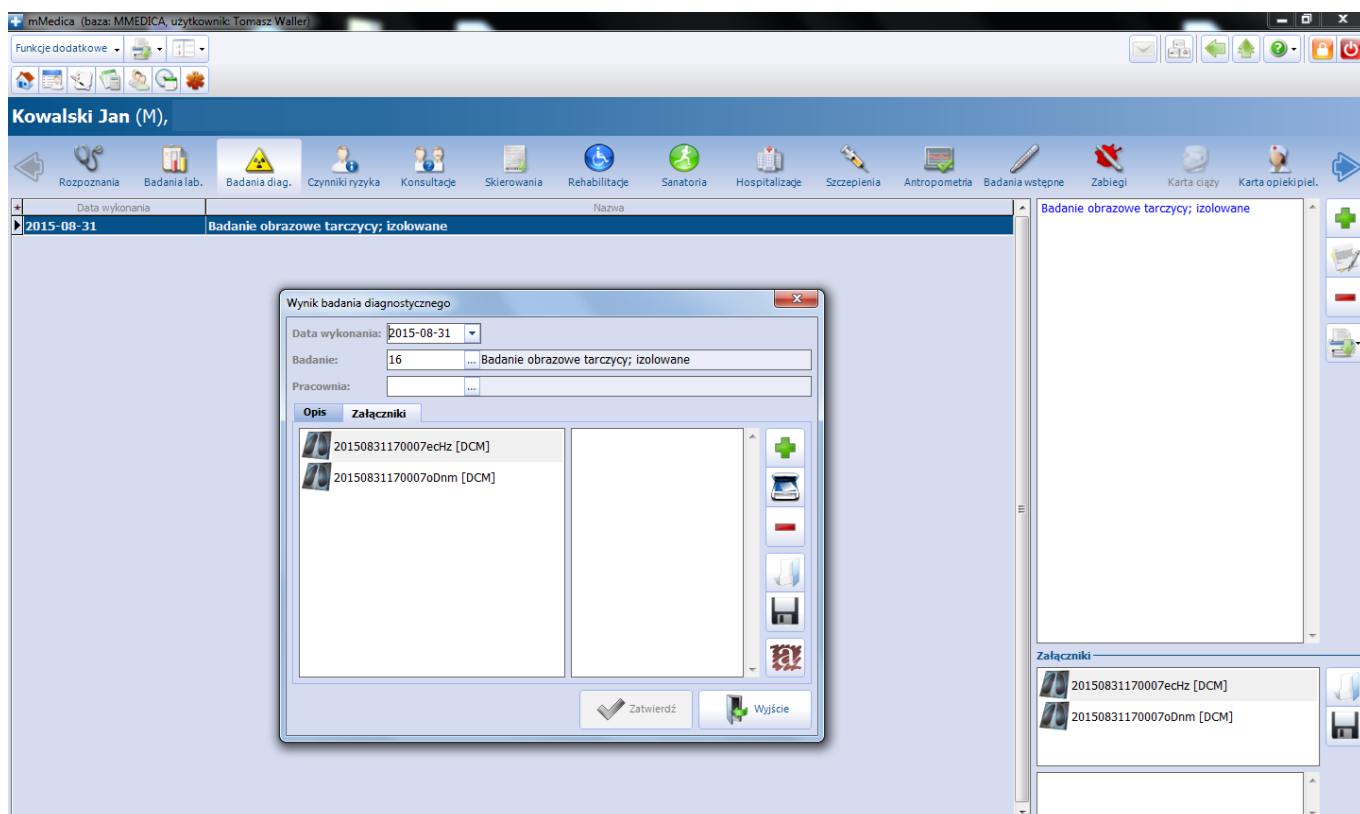 mMedica (baza: MMEDICA, użytkownik: Tomasz Waller)
Funkcje dodatkowe
Kowalski Jan (M),
Rozpoznania Badania lab. Badania diag. Czynniki ryzyka Konsultacje Skierowania Rehabilitacje Sanatoria Hospitalizacje Szczepienia Antropometria Badania wstępne Zabiegi Karta ciąży Karta opieki piel.
Data wykonania Nazwa
2015-08-31 Badanie obrazowe tarczycy; izolowane
Badanie obrazowe tarczycy; izolowane
Wynik badania diagnostycznego
Data wykonania: 2015-08-31
Badanie: 16 ... Badanie obrazowe tarczycy; izolowane
Pracownia: ...
Opis Załączniki
20150831170007ecHz [DCM]
20150831170007oDnm [DCM]
Zatwierdź Wyjście
Załączniki
20150831170007ecHz [DCM]
20150831170007oDnm [DCM]